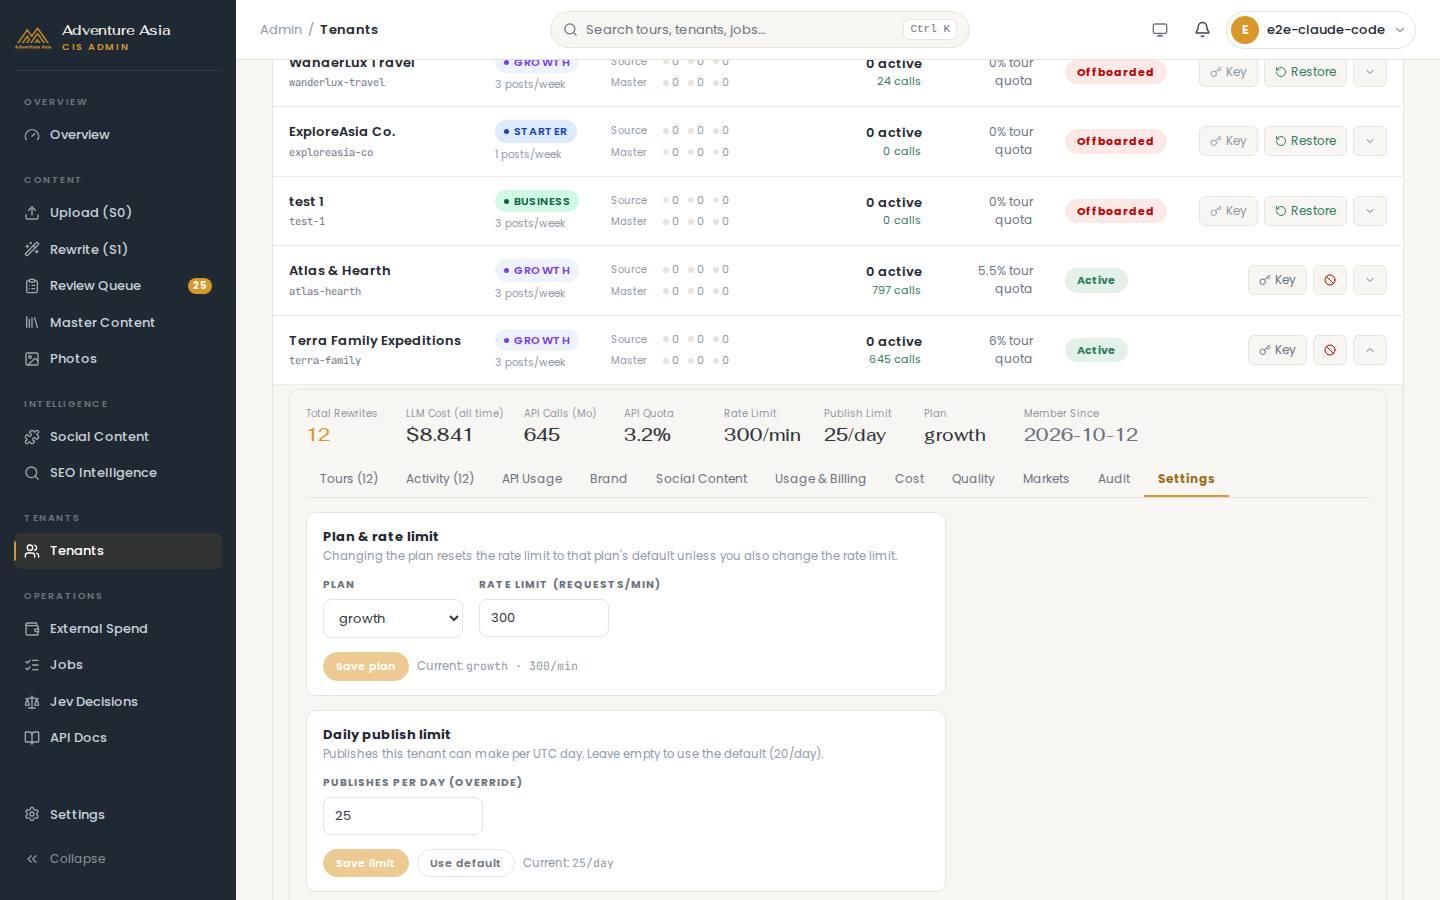 Adventure Asia
CIS ADMIN
Adventure Asia
Admin / Tenants
Search tours, tenants, jobs...
Ctrl K
E
e2e-claude-code
OVERVIEW
Overview
CONTENT
Upload (S0)
Rewrite (S1)
Review Queue 25
Master Content
Photos
INTELLIGENCE
Social Content
SEO Intelligence
TENANTS
Tenants
OPERATIONS
External Spend
Jobs
Jev Decisions
API Docs
Settings
Collapse
WanderLux Travel GROWTH Source 0 0 0 0 active 0% tour Offboarded Key Restore
wanderlux-travel 3 posts/week Master 0 0 0 24 calls quota
ExploreAsia Co. STARTER Source 0 0 0 0 active 0% tour Offboarded Key Restore
exploreasia-co 1 posts/week Master 0 0 0 0 calls quota
test 1 BUSINESS Source 0 0 0 0 active 0% tour Offboarded Key Restore
test-1 3 posts/week Master 0 0 0 0 calls quota
Atlas & Hearth GROWTH Source 0 0 0 0 active 5.5% tour Active Key
atlas-hearth 3 posts/week Master 0 0 0 797 calls quota
Terra Family Expeditions GROWTH Source 0 0 0 0 active 6% tour Active Key
terra-family 3 posts/week Master 0 0 0 645 calls quota
Total Rewrites LLM Cost (all time) API Calls (Mo) API Quota Rate Limit Publish Limit Plan Member Since
12 $8.841 645 3.2% 300/min 25/day growth 2026-10-12
Tours (12) Activity (12) API Usage Brand Social Content Usage & Billing Cost Quality Markets Audit Settings
Plan & rate limit
Changing the plan resets the rate limit to that plan's default unless you also change the rate limit.
PLAN RATE LIMIT (REQUESTS/MIN)
growth 300
Save plan Current: growth · 300/min
Daily publish limit
Publishes this tenant can make per UTC day. Leave empty to use the default (20/day).
PUBLISHES PER DAY (OVERRIDE)
25
Save limit Use default Current: 25/day